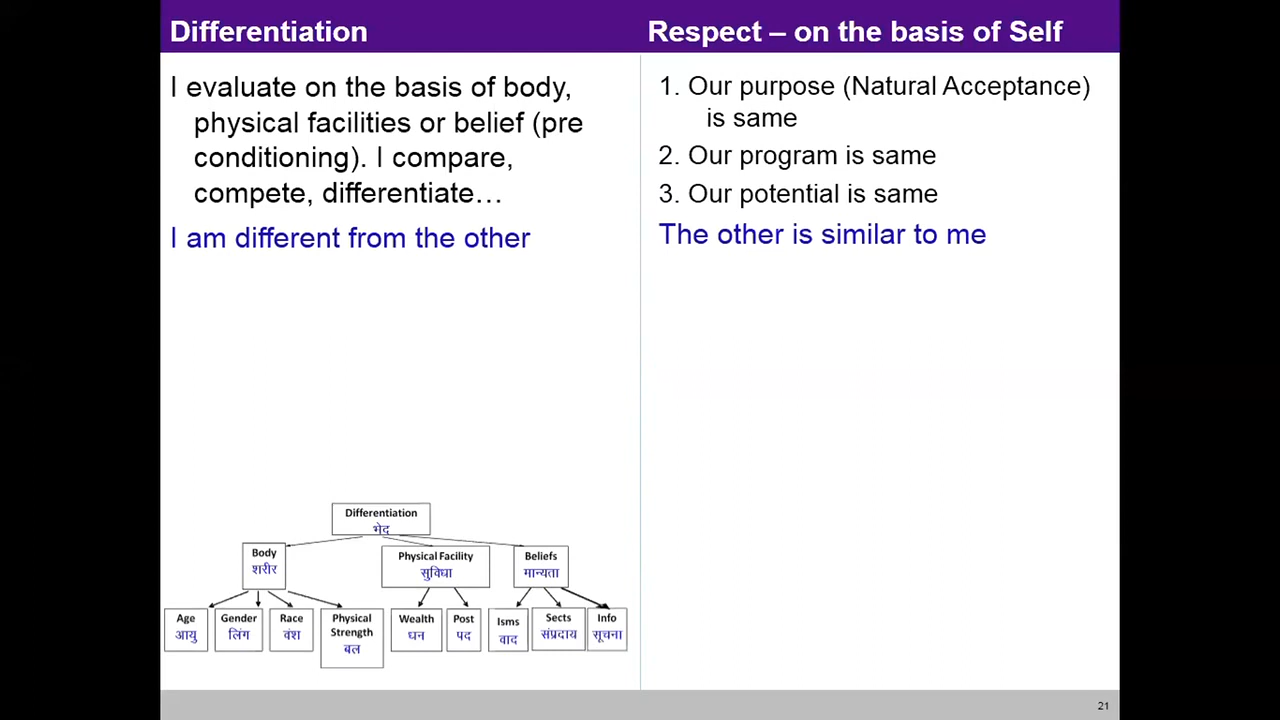 Differentiation
Respect – on the basis of Self
I evaluate on the basis of body,
physical facilities or belief (pre
conditioning). I compare,
compete, differentiate…
I am different from the other
1. Our purpose (Natural Acceptance)
is same
2. Our program is same
3. Our potential is same
The other is similar to me
Differentiation
भेद
Body
शरीर
Physical Facility
सुविधा
Beliefs
मान्यता
Age
आयु
Gender
लिंग
Race
वंश
Physical
Strength
बल
Wealth
धन
Post
पद
Isms
वाद
Sects
संप्रदाय
Info
सूचना
21